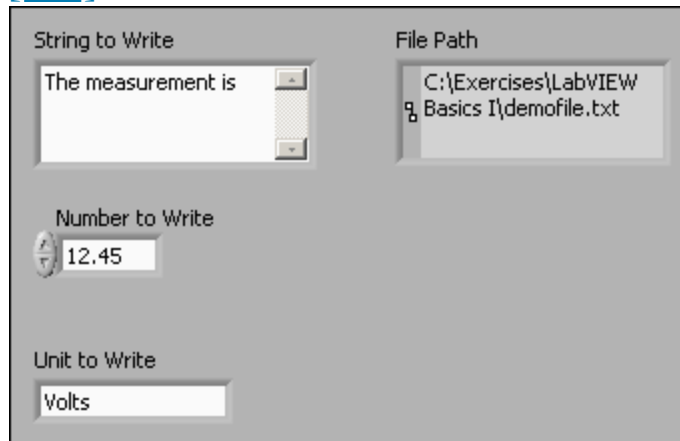 String to Write
The measurement is
File Path
C:\Exercises\LabVIEW
Basics I\demofile.txt
Number to Write
12.45
Unit to Write
Volts